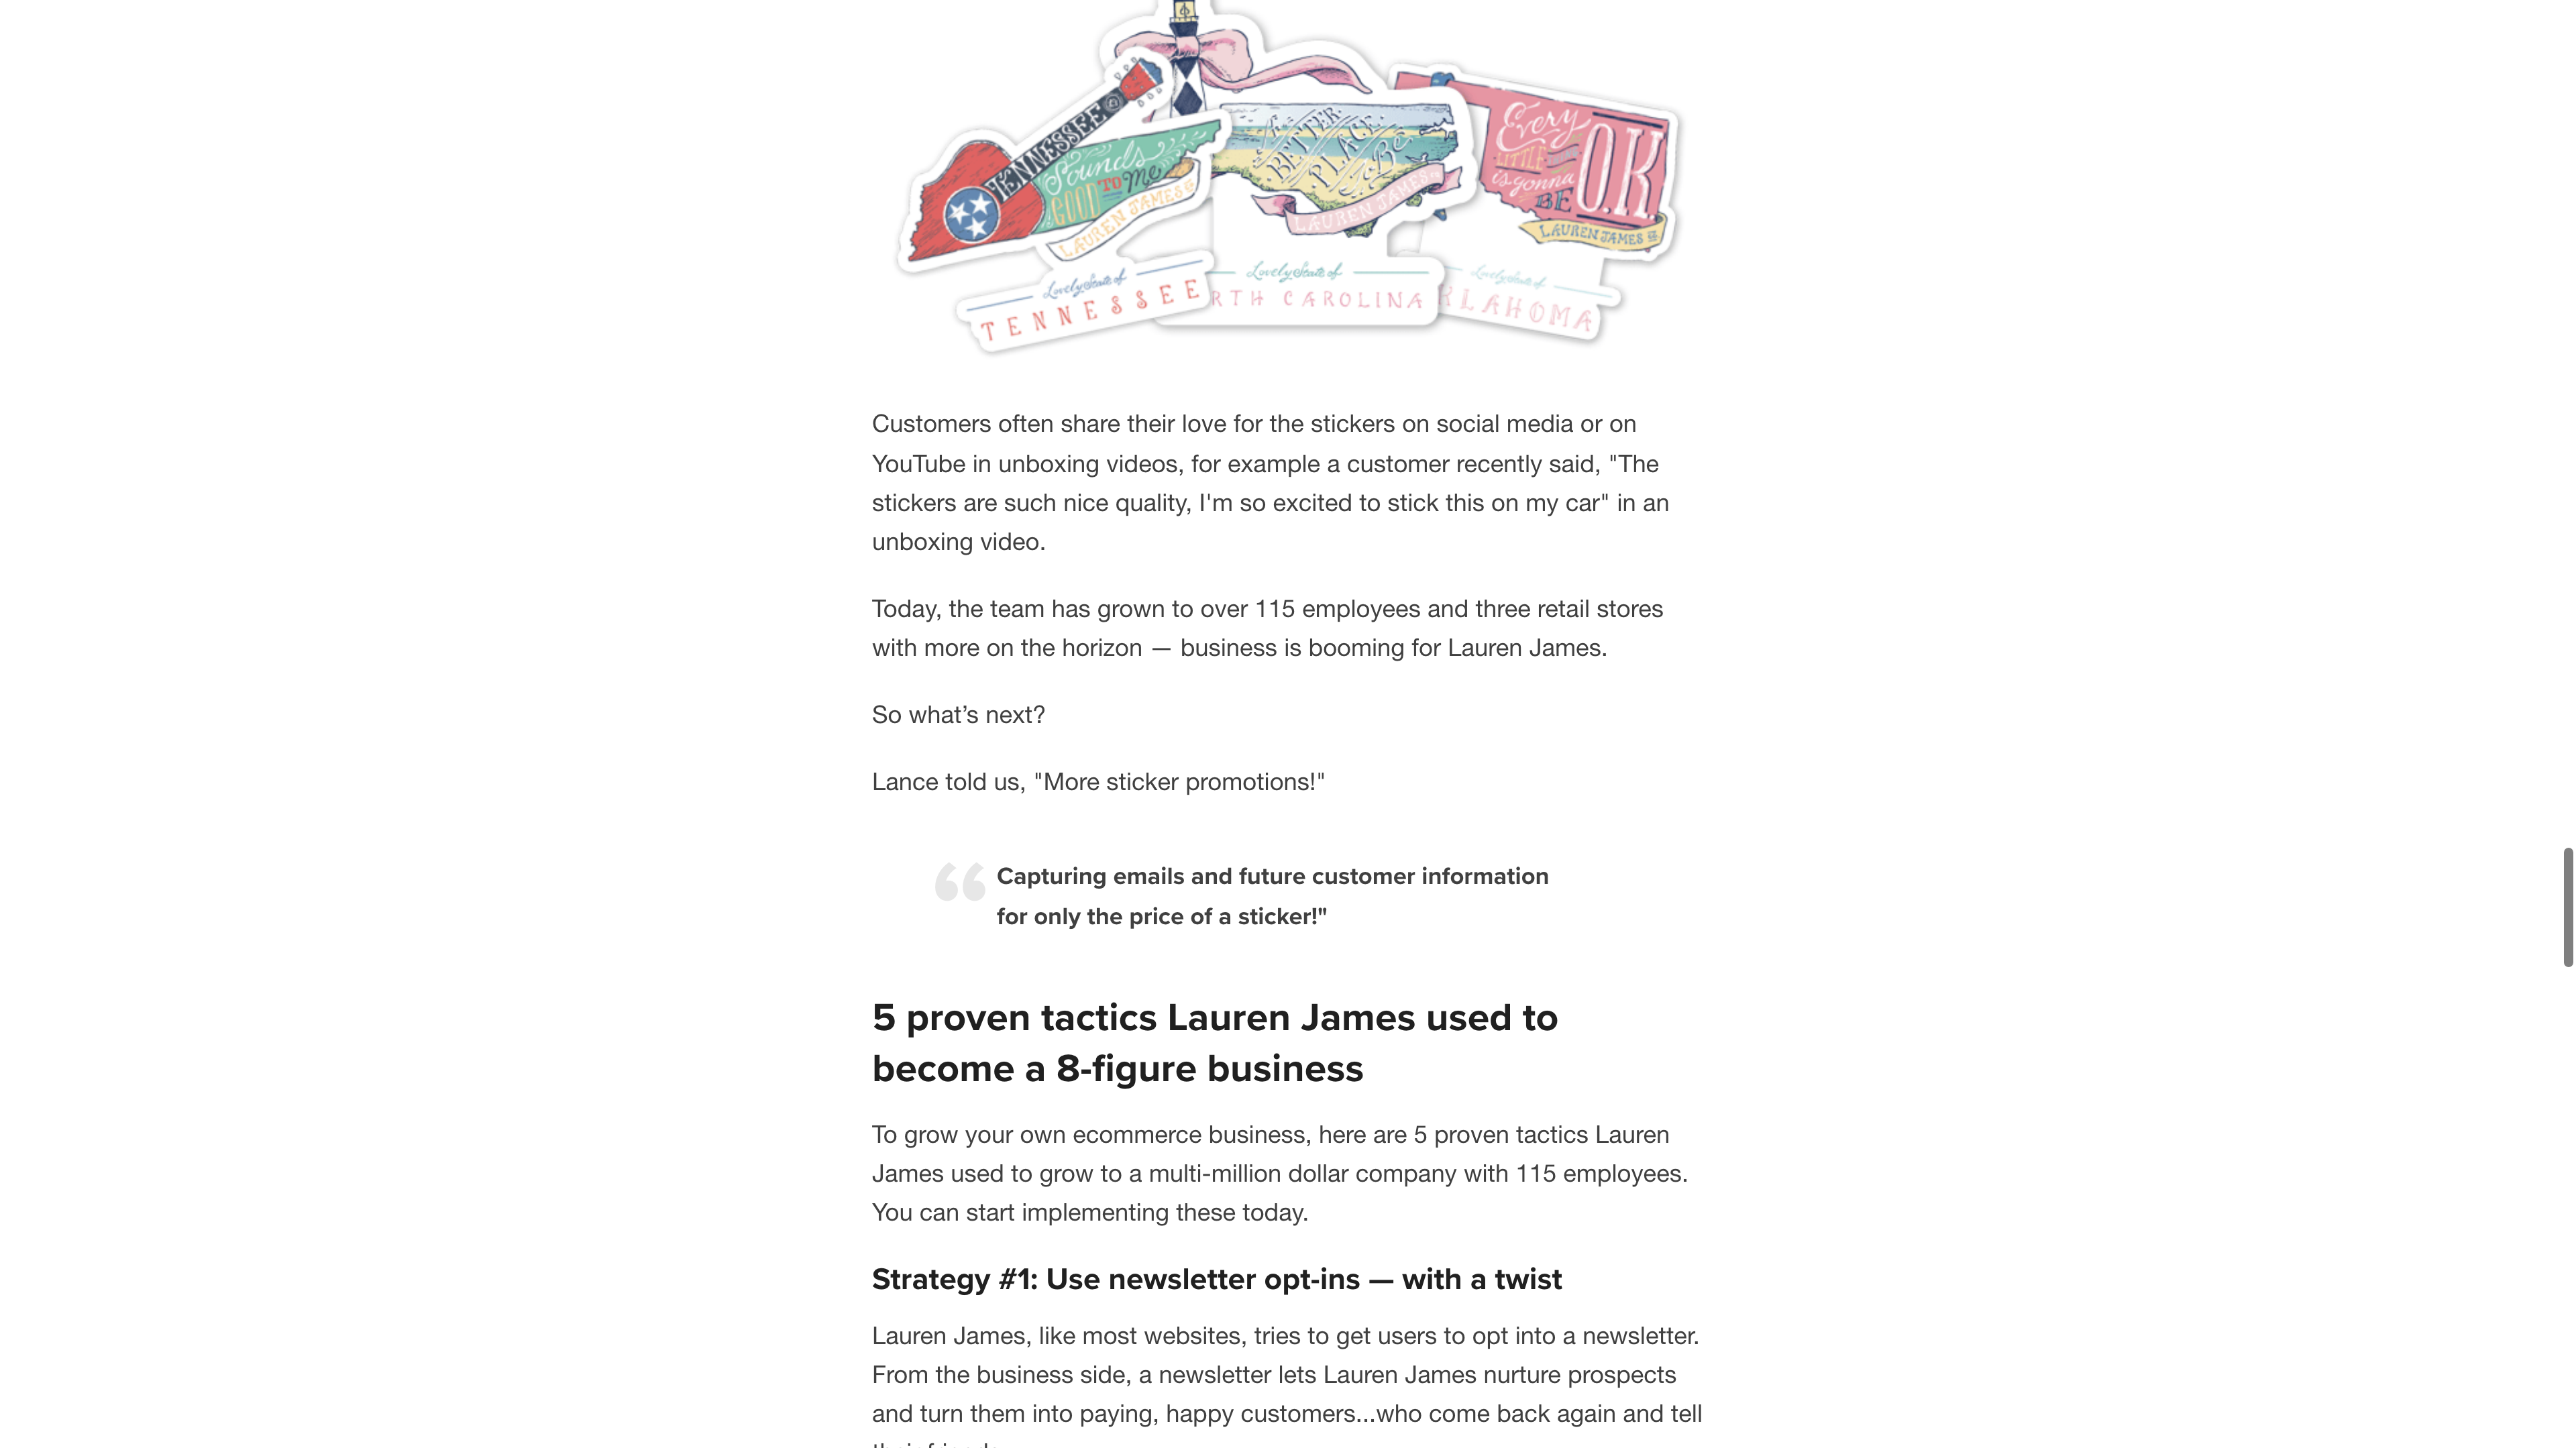 TENNESSEE
Sounds
GOOD TO me
LAUREN JAMES Co
Lovely State of
TENNESSEE
BETTER
PLACE
Be
LAUREN JAMES Co
Lovely State of
RTH CAROLINA
Every
LITTLE
is gonna
BE
O.K.
LAUREN JAMES Co
Lovely State of
KLAHOMA
Customers often share their love for the stickers on social media or on
YouTube in unboxing videos, for example a customer recently said, "The
stickers are such nice quality, I'm so excited to stick this on my car" in an
unboxing video.
Today, the team has grown to over 115 employees and three retail stores
with more on the horizon — business is booming for Lauren James.
So what’s next?
Lance told us, "More sticker promotions!"
“ Capturing emails and future customer information
for only the price of a sticker!"
5 proven tactics Lauren James used to
become a 8-figure business
To grow your own ecommerce business, here are 5 proven tactics Lauren
James used to grow to a multi-million dollar company with 115 employees.
You can start implementing these today.
Strategy #1: Use newsletter opt-ins — with a twist
Lauren James, like most websites, tries to get users to opt into a newsletter.
From the business side, a newsletter lets Lauren James nurture prospects
and turn them into paying, happy customers...who come back again and tell